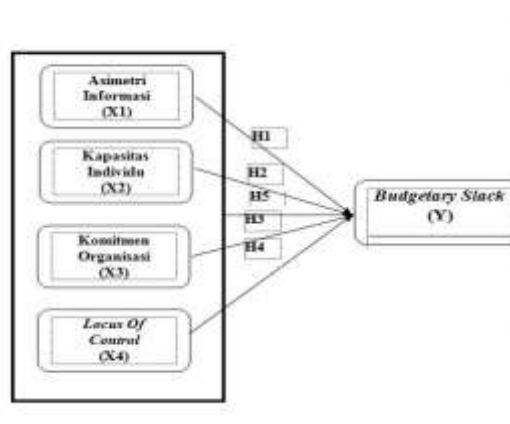 Asimetri
Informasi
(X1)
Kapasitas
Individu
(X2)
Komitmen
Organisasi
(X3)
Locus Of
Control
(X4)
H1
H2
H5
H3
H4
Budgetary Slack
(Y)